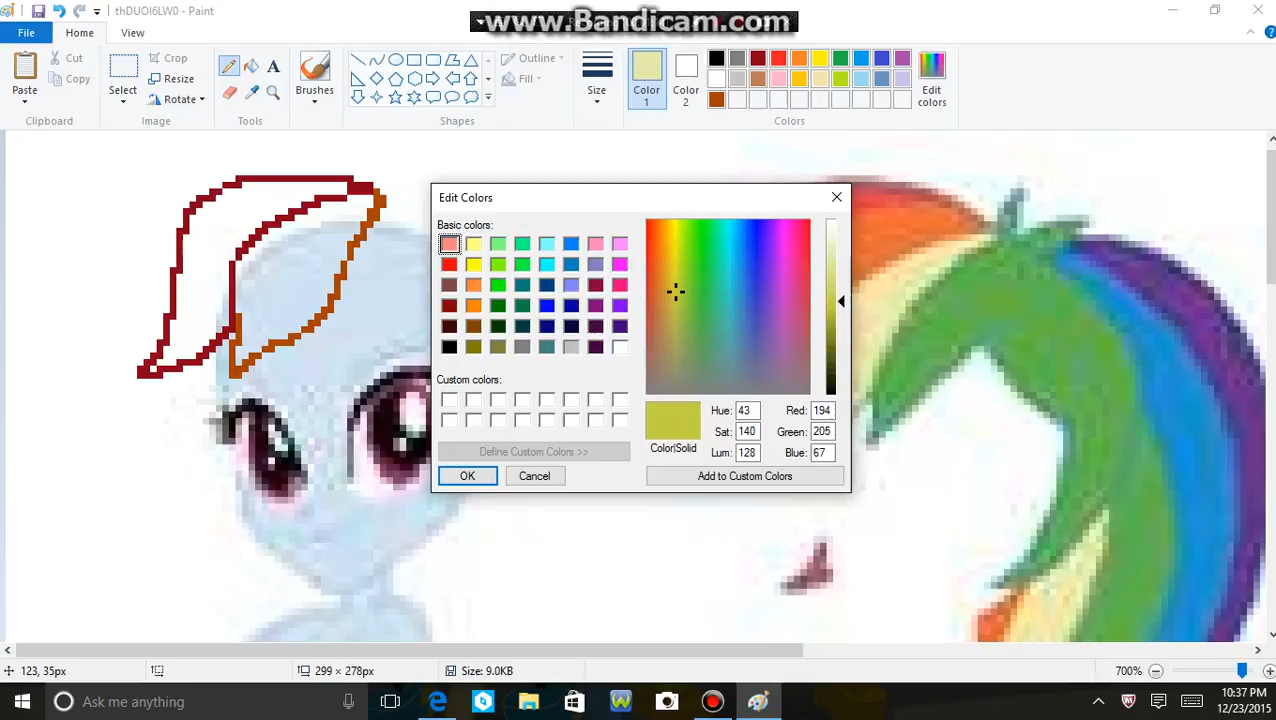 thDUOI6LW0 - Paint
www.Bandicam.com
File Home View
Paste
Cut
Copy
Clipboard
Select
Crop
Resize
Rotate
Image
A
Tools
Brushes
Outline
Fill
Shapes
Size
Color 1
Color 2
Edit colors
Colors
Edit Colors
Basic colors:
Custom colors:
Define Custom Colors >>
OK Cancel
Color|Solid
Hue: 43 Red: 194
Sat: 140 Green: 205
Lum: 128 Blue: 67
Add to Custom Colors
123, 35px
299 × 278px
Size: 9.0KB
700%
Ask me anything
10:37 PM
12/23/2015